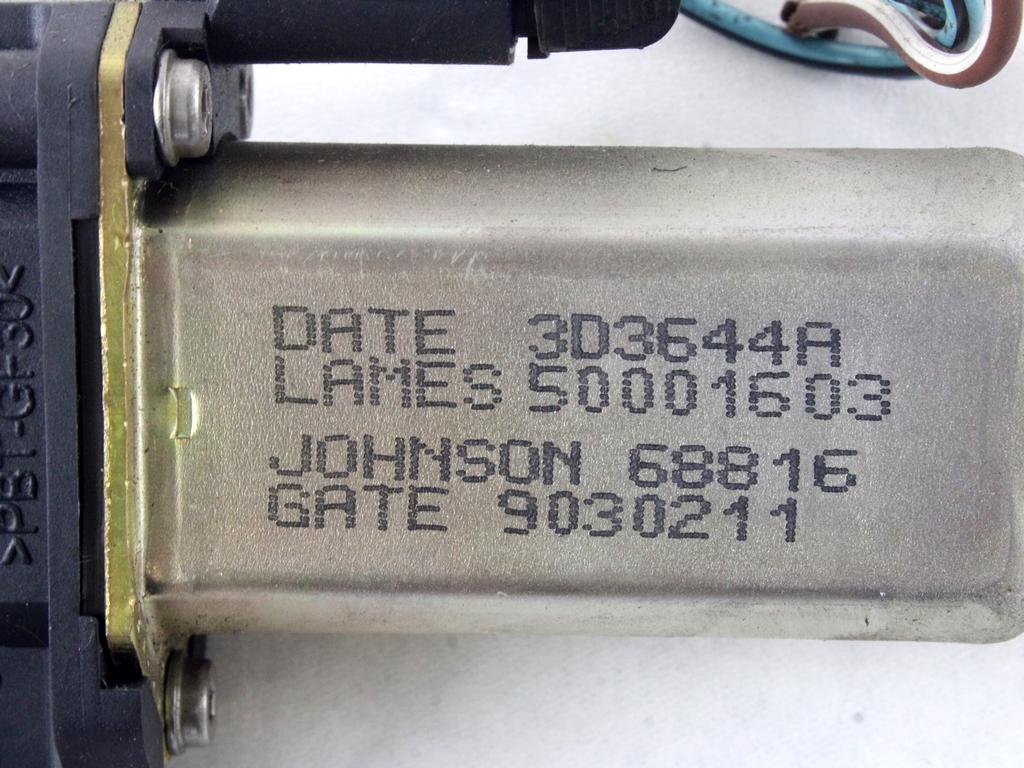 DATE 3D3644A
LAMES 50001603
JOHNSON 68816
GATE 9030211
>PBT-GF30<